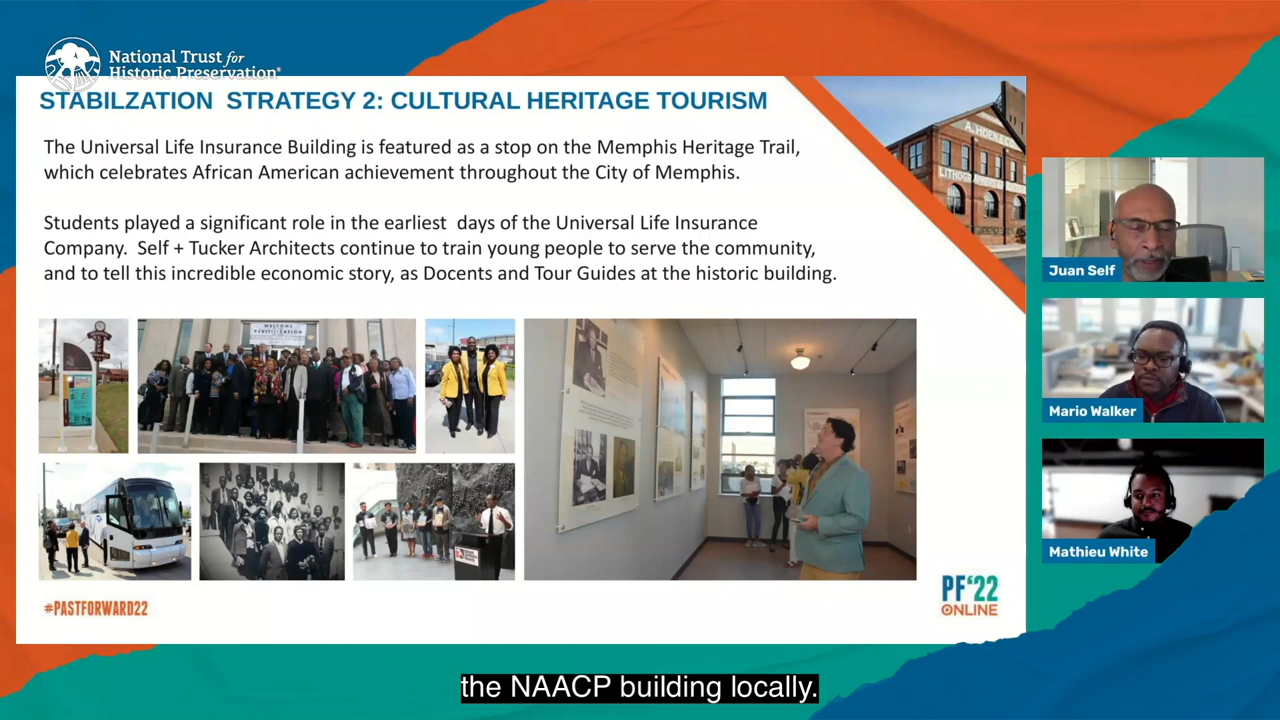 National Trust for
Historic Preservation®
STABILZATION STRATEGY 2: CULTURAL HERITAGE TOURISM
The Universal Life Insurance Building is featured as a stop on the Memphis Heritage Trail,
which celebrates African American achievement throughout the City of Memphis.
Students played a significant role in the earliest days of the Universal Life Insurance
Company. Self + Tucker Architects continue to train young people to serve the community,
and to tell this incredible economic story, as Docents and Tour Guides at the historic building.
A. HOEN &
LITHOGRAPHERS
WELCOME
#PASTFORWARD22
PF'22
ONLINE
Juan Self
Mario Walker
Mathieu White
the NAACP building locally.